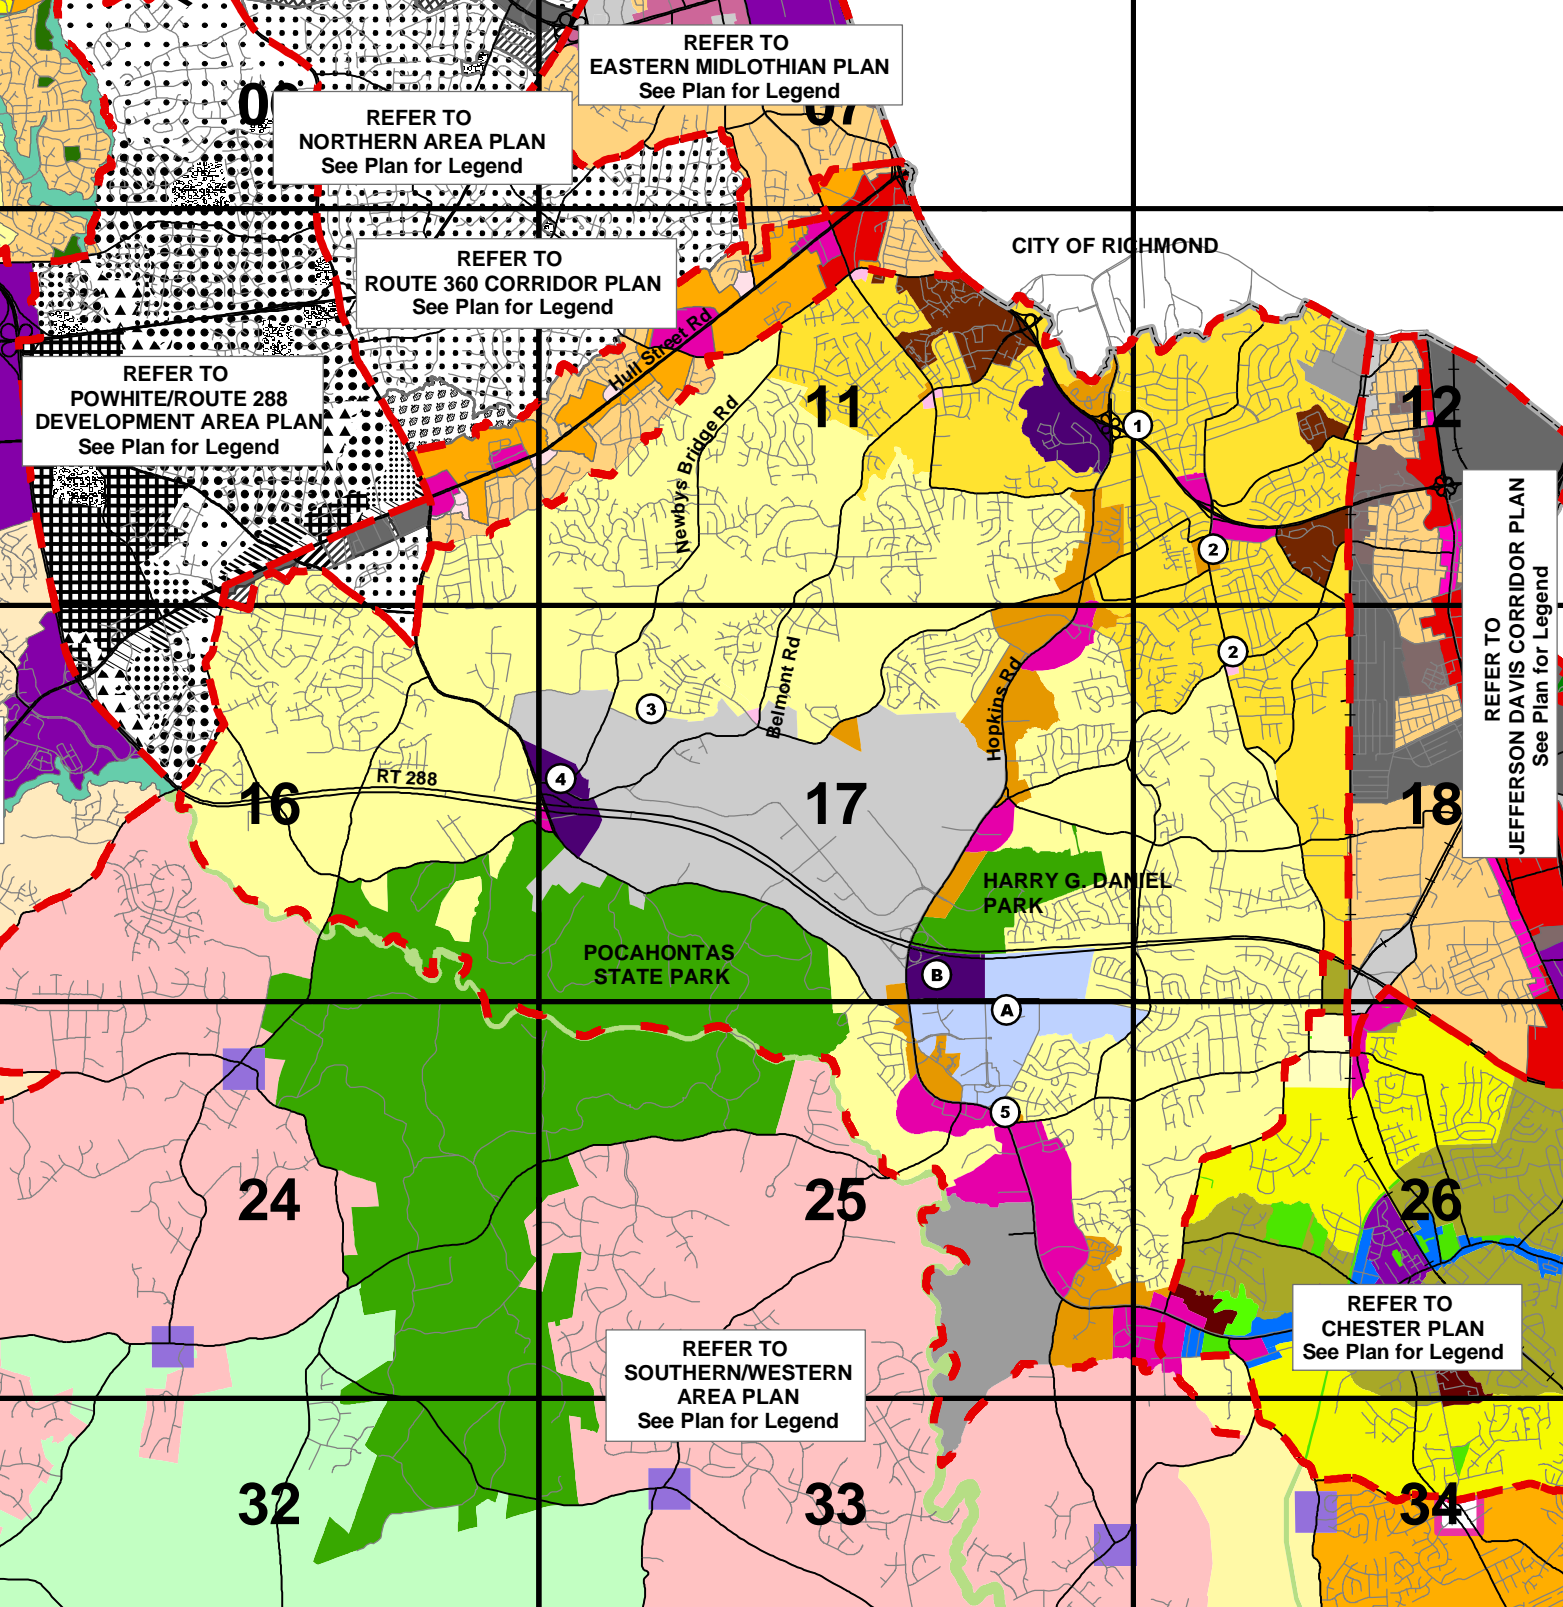 REFER TO
EASTERN MIDLOTHIAN PLAN
See Plan for Legend
07
REFER TO
NORTHERN AREA PLAN
See Plan for Legend
REFER TO
ROUTE 360 CORRIDOR PLAN
See Plan for Legend
CITY OF RICHMOND
REFER TO
POWHITE/ROUTE 288
DEVELOPMENT AREA PLAN
See Plan for Legend
Hull Street Rd
11
12
1
Newbys Bridge Rd
2
REFER TO
JEFFERSON DAVIS CORRIDOR PLAN
See Plan for Legend
2
Belmont Rd
Hopkins Rd
3
RT 288
4
16
17
18
HARRY G. DANIEL
PARK
POCAHONTAS
STATE PARK
B
A
5
24
25
26
REFER TO
CHESTER PLAN
See Plan for Legend
REFER TO
SOUTHERN/WESTERN
AREA PLAN
See Plan for Legend
32
33
34